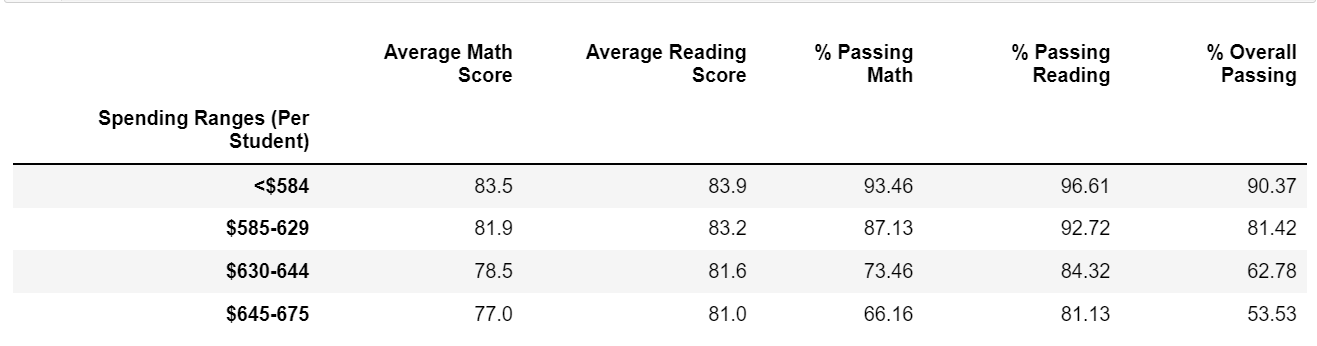 Average Math Score Average Reading Score % Passing Math % Passing Reading % Overall Passing
Spending Ranges (Per Student)
<$584 83.5 83.9 93.46 96.61 90.37
$585-629 81.9 83.2 87.13 92.72 81.42
$630-644 78.5 81.6 73.46 84.32 62.78
$645-675 77.0 81.0 66.16 81.13 53.53